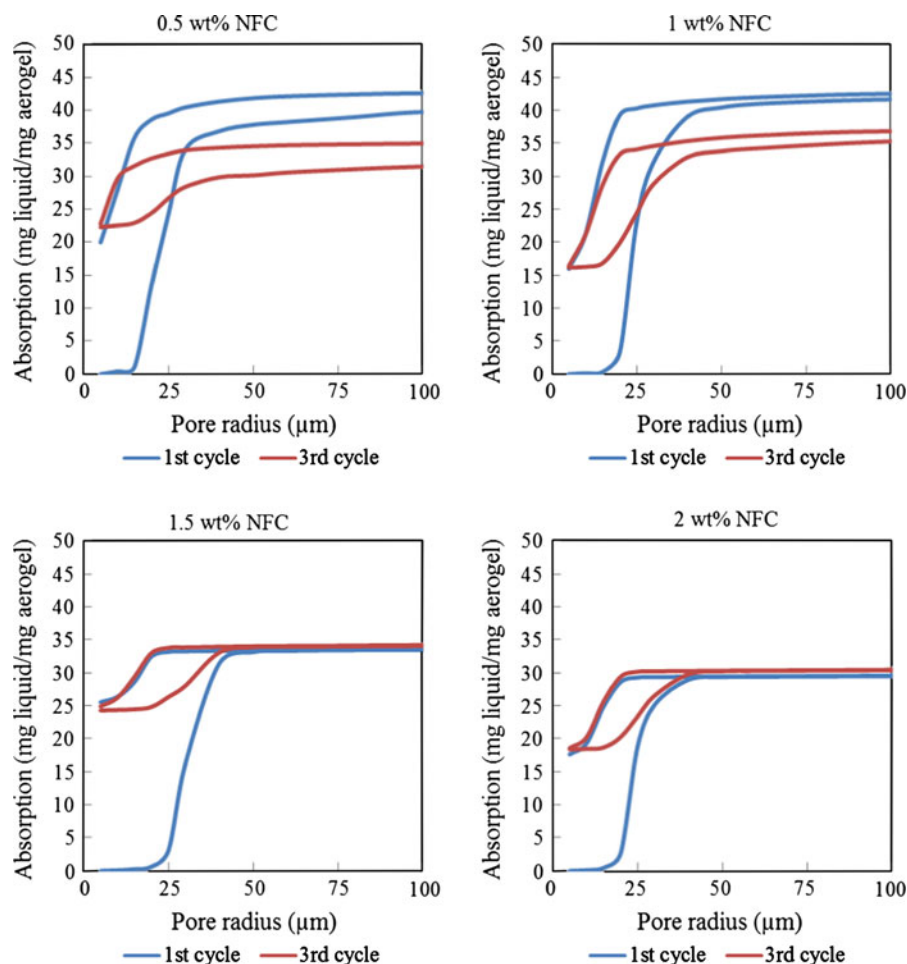 0.5 wt% NFC
Absorption (mg liquid/mg aerogel)
50
45
40
35
30
25
20
15
10
5
0
0 25 50 75 100
Pore radius (µm)
1st cycle 3rd cycle
1 wt% NFC
Absorption (mg liquid/mg aerogel)
50
45
40
35
30
25
20
15
10
5
0
0 25 50 75 100
Pore radius (µm)
1st cycle 3rd cycle
1.5 wt% NFC
Absorption (mg liquid/mg aerogel)
50
45
40
35
30
25
20
15
10
5
0
0 25 50 75 100
Pore radius (µm)
1st cycle 3rd cycle
2 wt% NFC
Absorption (mg liquid/mg aerogel)
50
45
40
35
30
25
20
15
10
5
0
0 25 50 75 100
Pore radius (µm)
1st cycle 3rd cycle